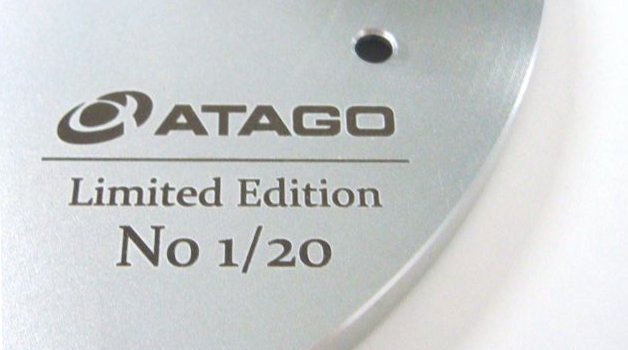 ATAGO
Limited Edition
No 1/20